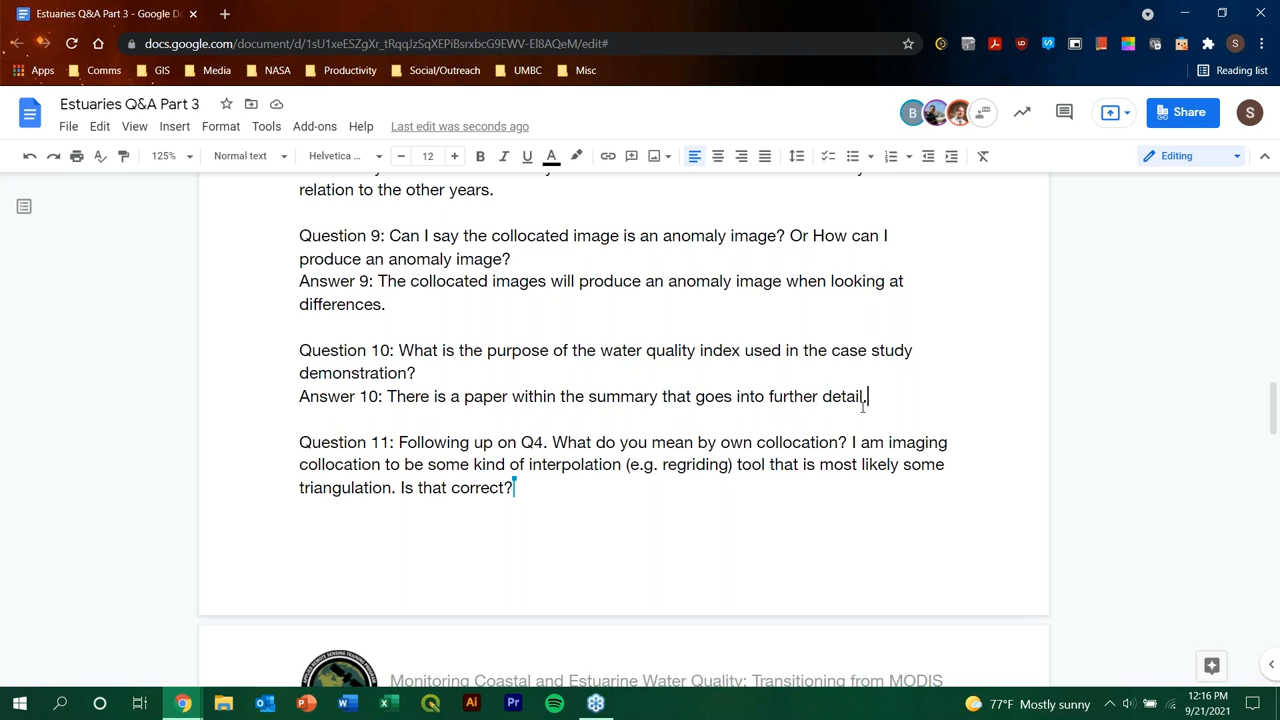 Estuaries Q&A Part 3 - Google D
docs.google.com/document/d/1sU1xeESZgXr_tRqqJzSqXEPiBsrxbcG9EWV-El8AQeM/edit#
S
Apps Comms GIS Media NASA Productivity Social/Outreach UMBC Misc Reading list
Estuaries Q&A Part 3
B Share S
File Edit View Insert Format Tools Add-ons Help Last edit was seconds ago
125% Normal text Helvetica ... 12 B I U A Editing
relation to the other years.
Question 9: Can I say the collocated image is an anomaly image? Or How can I
produce an anomaly image?
Answer 9: The collocated images will produce an anomaly image when looking at
differences.
Question 10: What is the purpose of the water quality index used in the case study
demonstration?
Answer 10: There is a paper within the summary that goes into further detail.
Question 11: Following up on Q4. What do you mean by own collocation? I am imaging
collocation to be some kind of interpolation (e.g. regriding) tool that is most likely some
triangulation. Is that correct?
Monitoring Coastal and Estuarine Water Quality: Transitioning from MODIS
77°F Mostly sunny
12:16 PM
9/21/2021